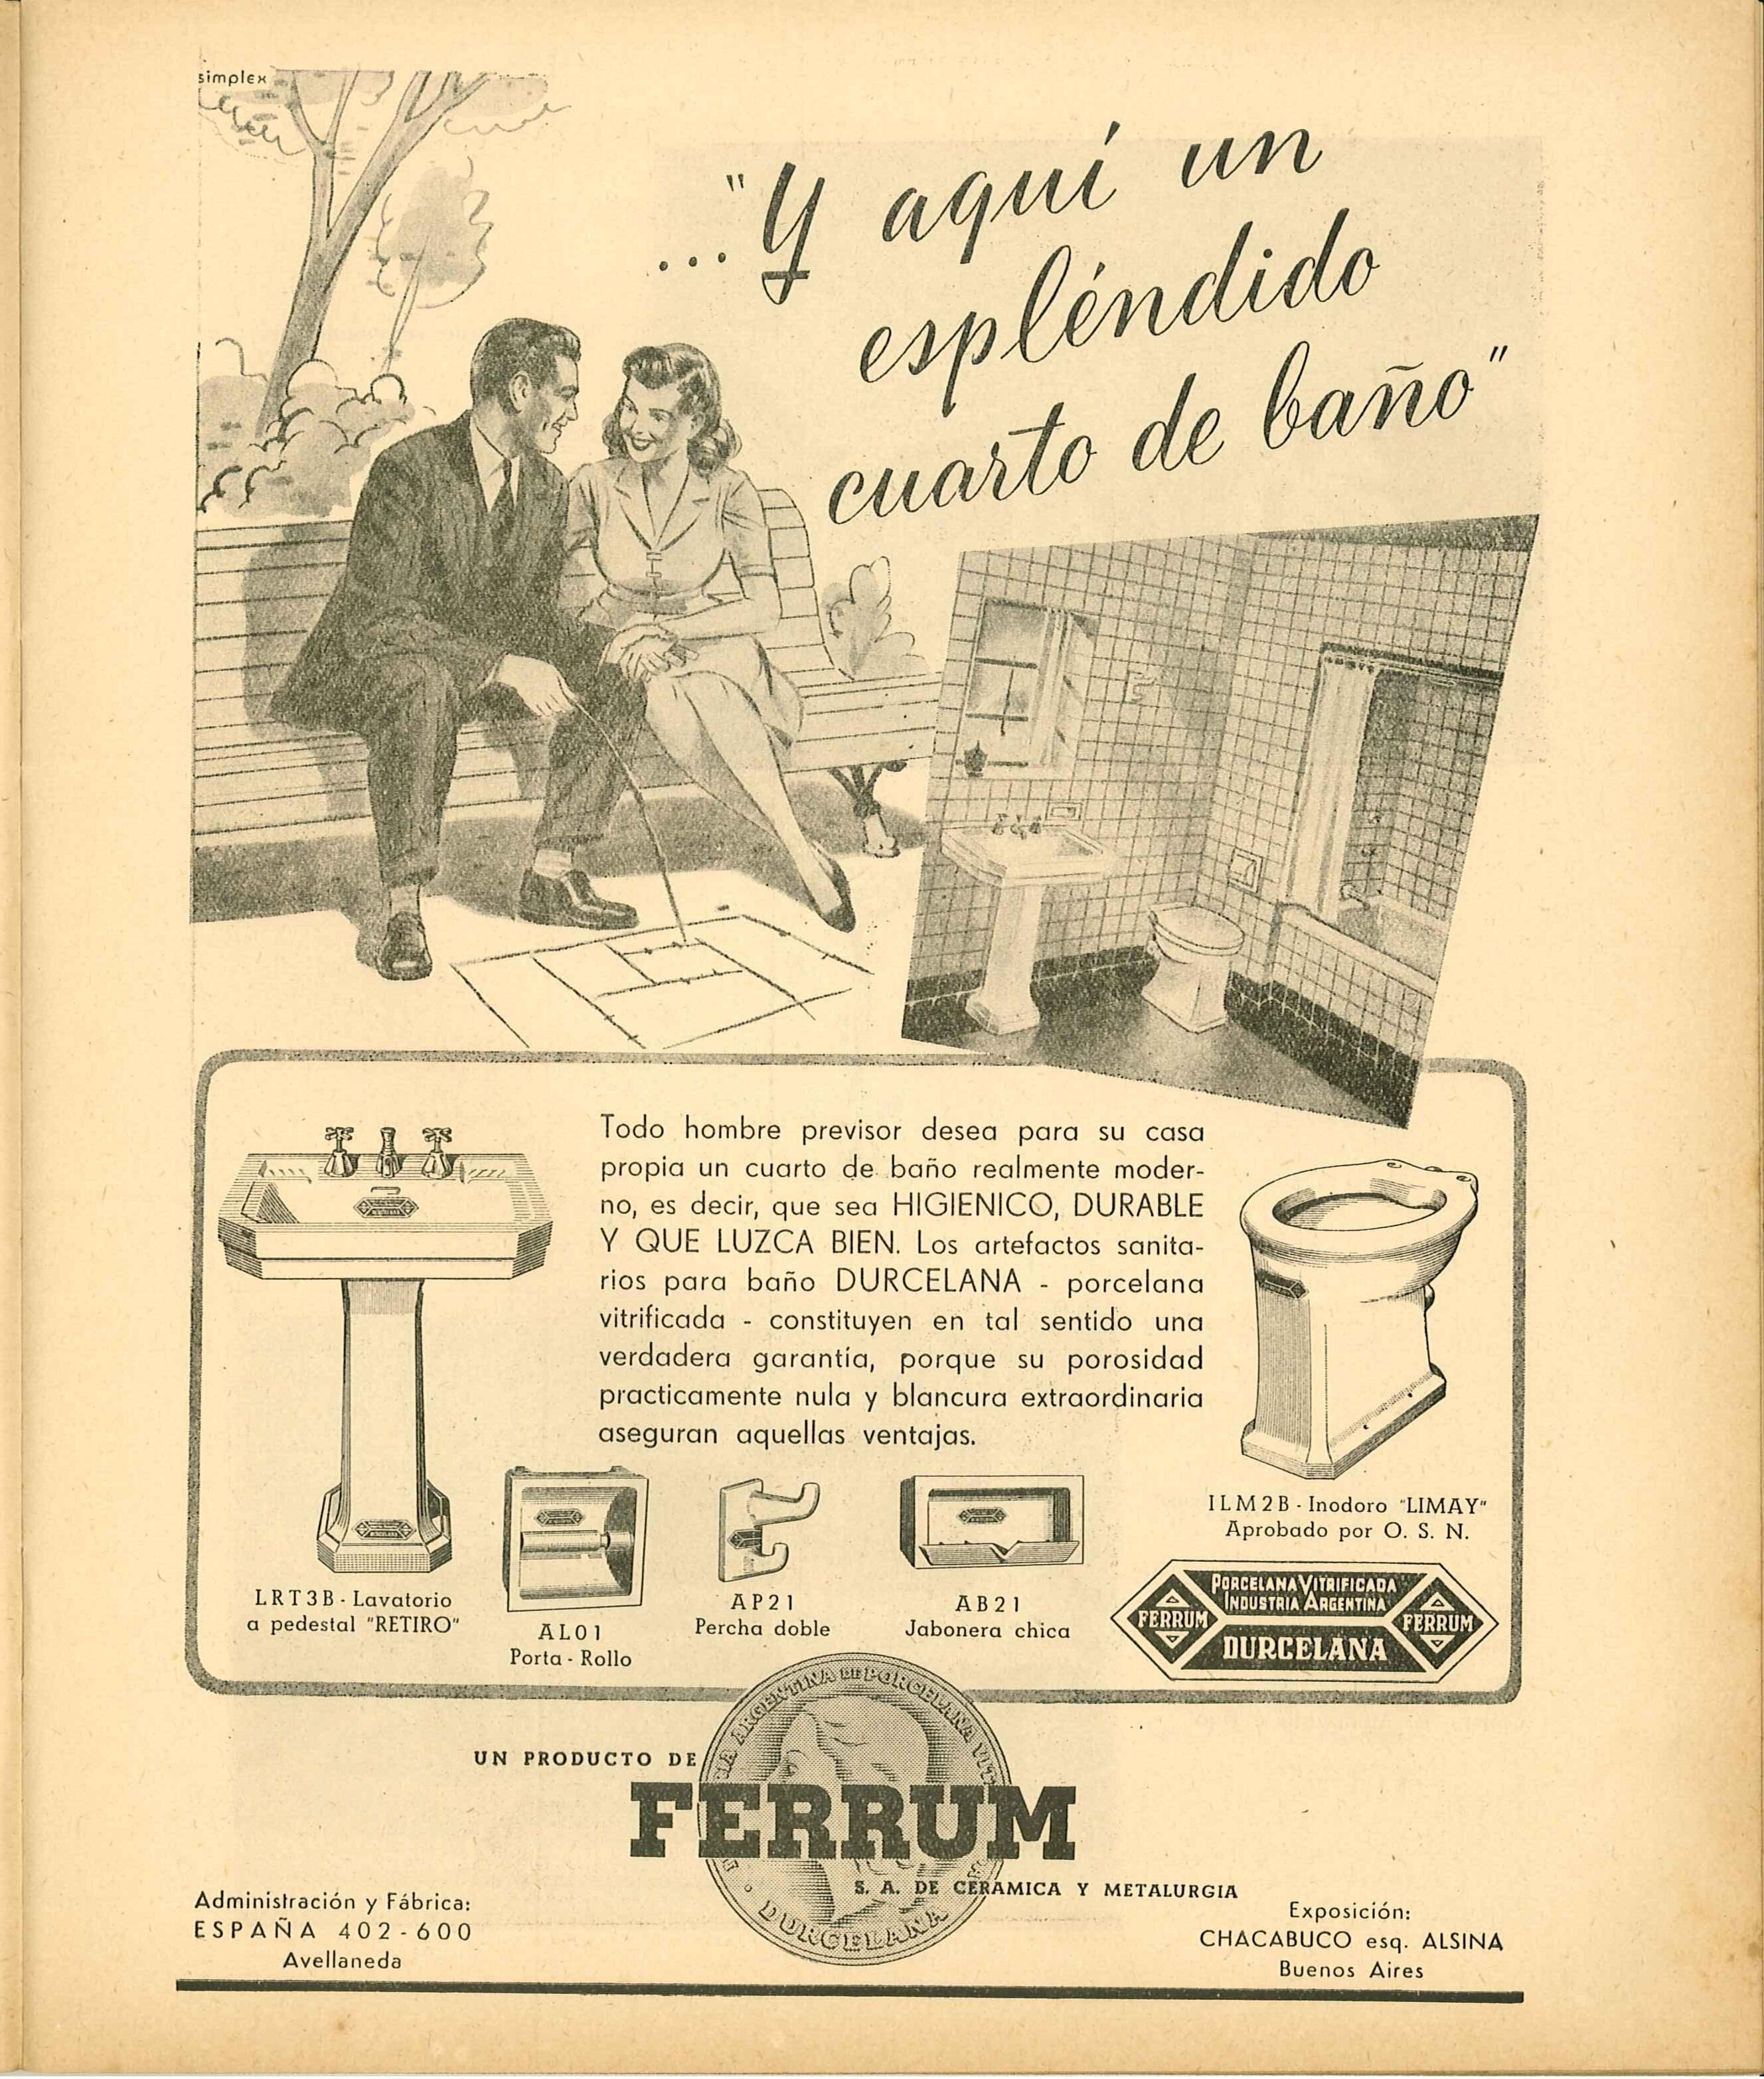 simplex
..."Y aquí un
espléndido
cuarto de baño"
Todo hombre previsor desea para su casa
propia un cuarto de baño realmente moder-
no, es decir, que sea HIGIENICO, DURABLE
Y QUE LUZCA BIEN. Los artefactos sanita-
rios para baño DURCELANA - porcelana
vitrificada - constituyen en tal sentido una
verdadera garantía, porque su porosidad
practicamente nula y blancura extraordinaria
aseguran aquellas ventajas.
LRT3B - Lavatorio
a pedestal "RETIRO"
AL01
Porta - Rollo
AP21
Percha doble
AB21
Jabonera chica
ILM2B - Inodoro "LIMAY"
Aprobado por O. S. N.
PORCELANA VITRIFICADA
INDUSTRIA ARGENTINA
FERRUM
FERRUM
DURCELANA
ARGENTINA DE PORCELANA
UN PRODUCTO DE
FERRUM
S. A. DE CERAMICA Y METALURGIA
DURCELANA
Administración y Fábrica:
ESPAÑA 402-600
Avellaneda
Exposición:
CHACABUCO esq. ALSINA
Buenos Aires